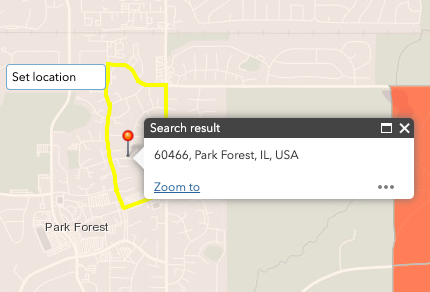 Set location
Search result
60466, Park Forest, IL, USA
Zoom to
Park Forest